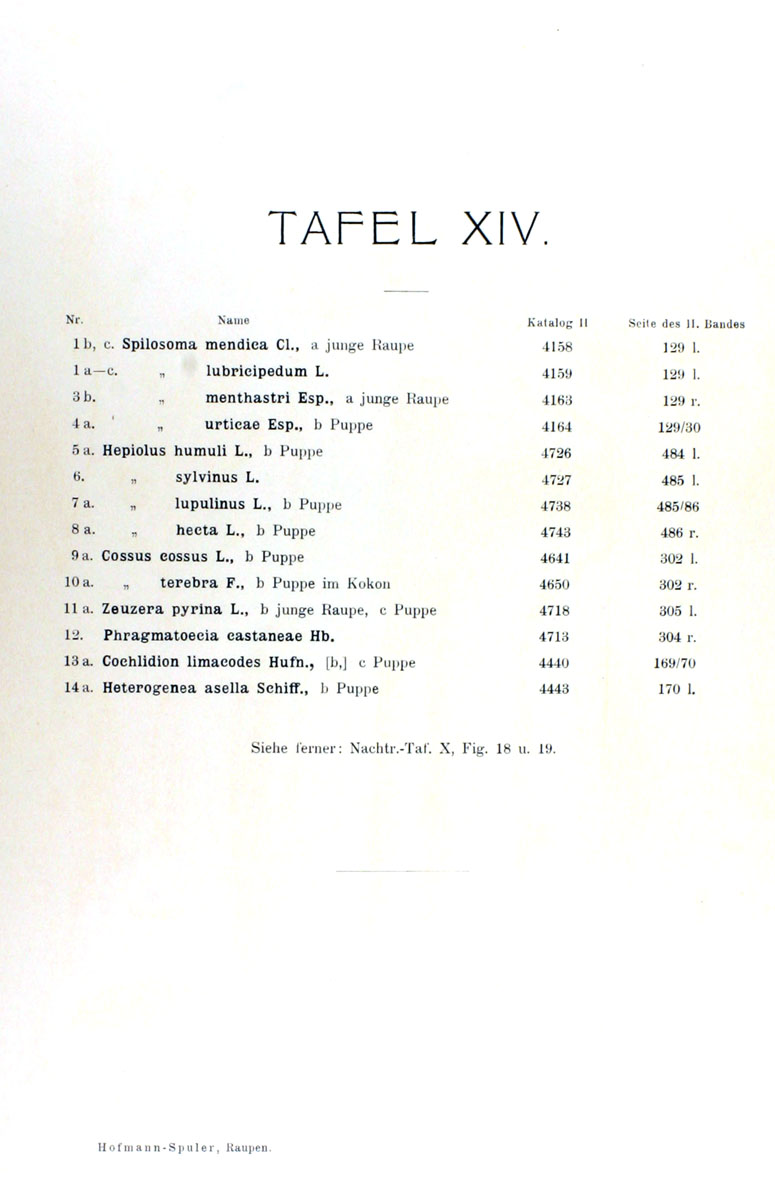 TAFEL XIV.
Nr. Name Katalog II Seite des II. Bandes
1 b, c. Spilosoma mendica Cl., a junge Raupe 4158 129 l.
1 a—c. „ lubricipedum L. 4159 129 l.
3 b. „ menthastri Esp., a junge Raupe 4163 129 r.
4 a. „ urticae Esp., b Puppe 4164 129/30
5 a. Hepiolus humuli L., b Puppe 4726 484 l.
6. „ sylvinus L. 4727 485 l.
7 a. „ lupulinus L., b Puppe 4738 485/86
8 a. „ hecta L., b Puppe 4743 486 r.
9 a. Cossus cossus L., b Puppe 4641 302 l.
10 a. „ terebra F., b Puppe im Kokon 4650 302 r.
11 a. Zeuzera pyrina L., b junge Raupe, c Puppe 4718 305 l.
12. Phragmatoecia castaneae Hb. 4713 304 r.
13 a. Cochlidion limacodes Hufn., [b,] c Puppe 4440 169/70
14 a. Heterogenea asella Schiff., b Puppe 4443 170 l.
Siehe ferner: Nachtr.-Taf. X, Fig. 18 u. 19.
Hofmann-Spuler, Raupen.